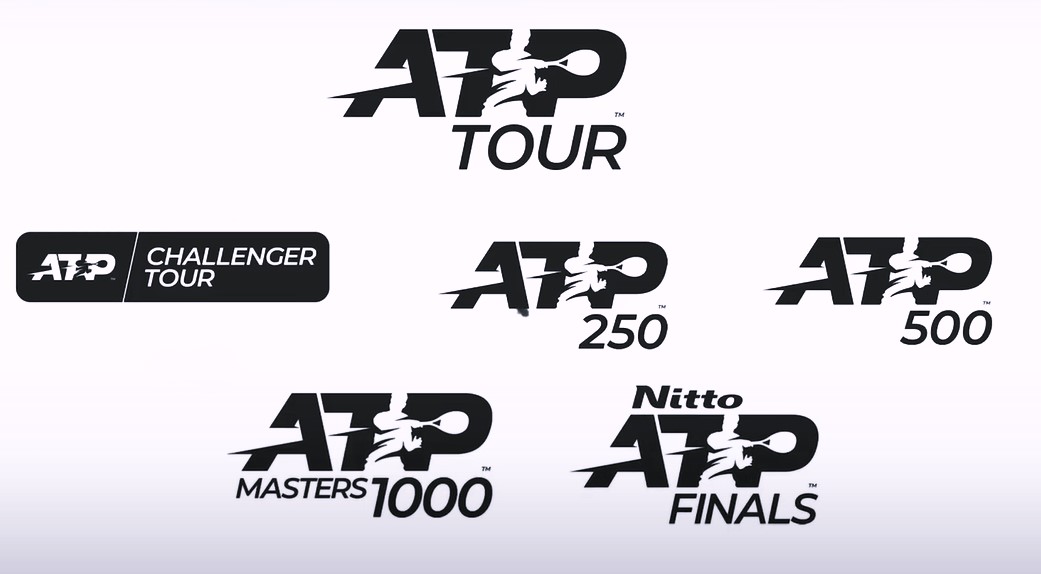 ATP
TOUR
ATP
CHALLENGER
TOUR
ATP
250
ATP
500
ATP
MASTERS 1000
Nitto
ATP
FINALS